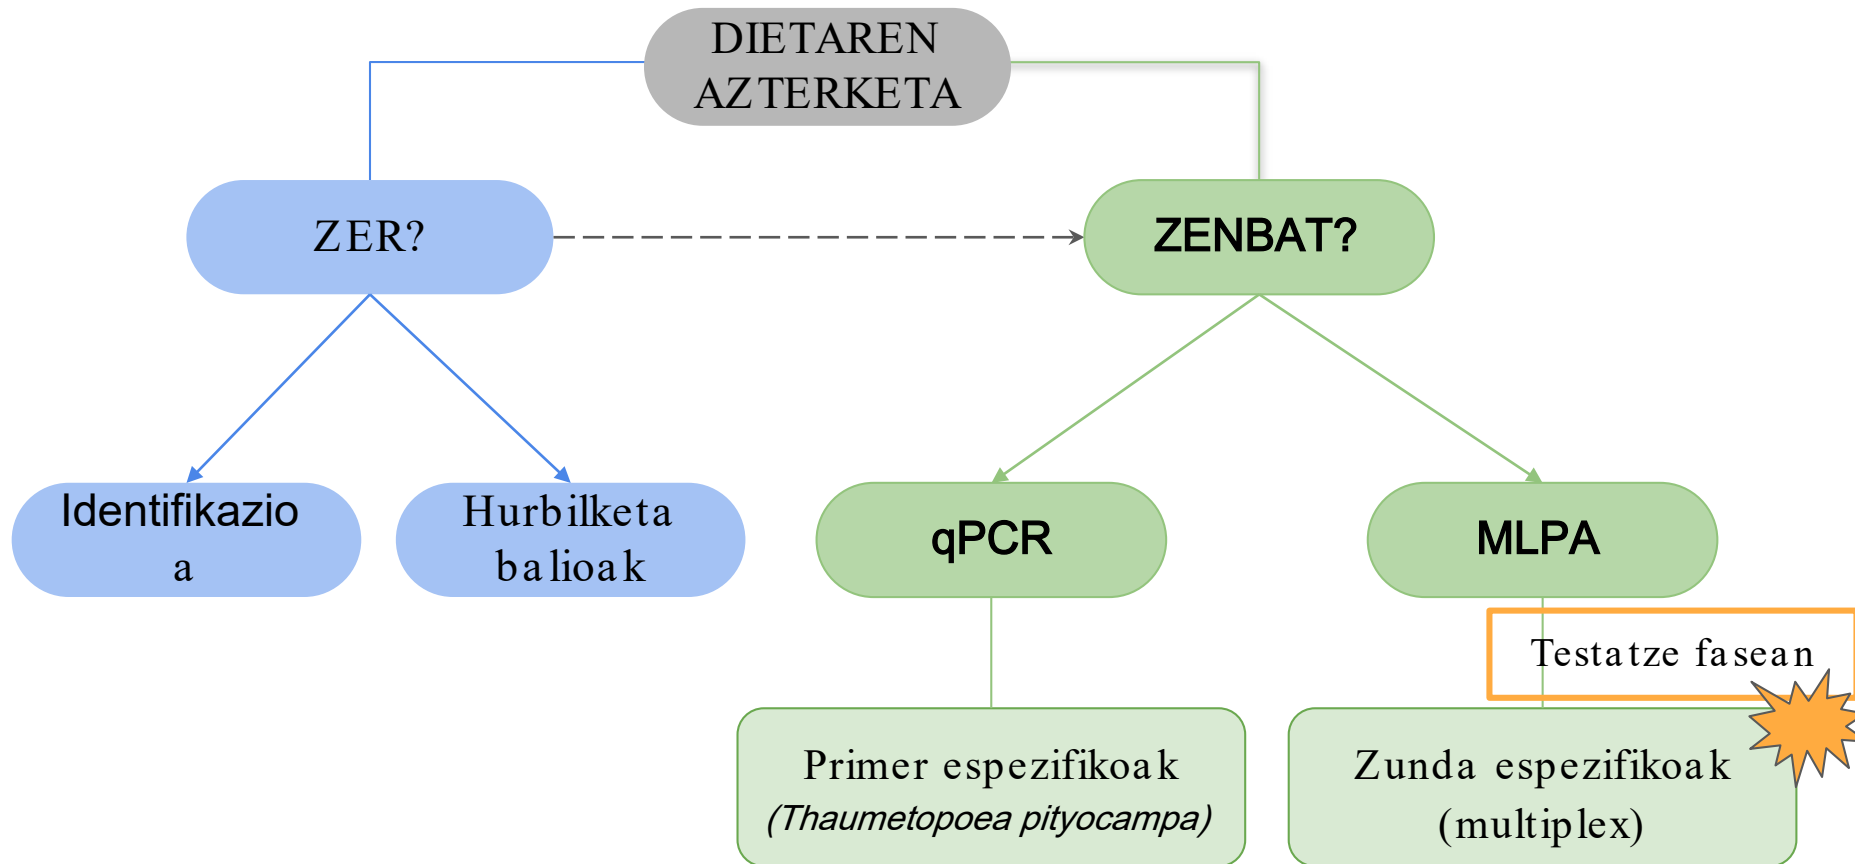 DIETAREN
AZTERKETA
ZER?
ZENBAT?
Identifikazio
a
Hurbilketa
balioak
qPCR
MLPA
Testatze fasean
Primer espezifikoak
(Thaumetopoea pityocampa)
Zunda espezifikoak
(multiplex)